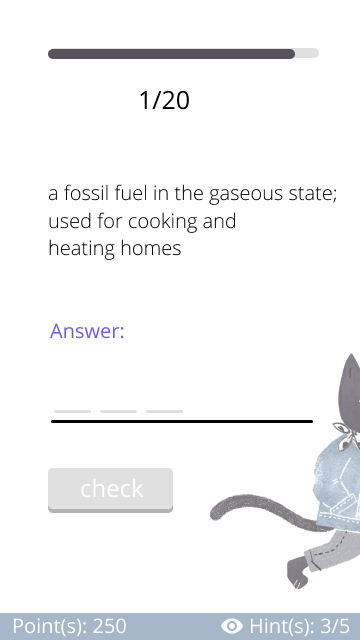 1/20
a fossil fuel in the gaseous state;
used for cooking and
heating homes
Answer:
check
Point(s): 250
Hint(s): 3/5